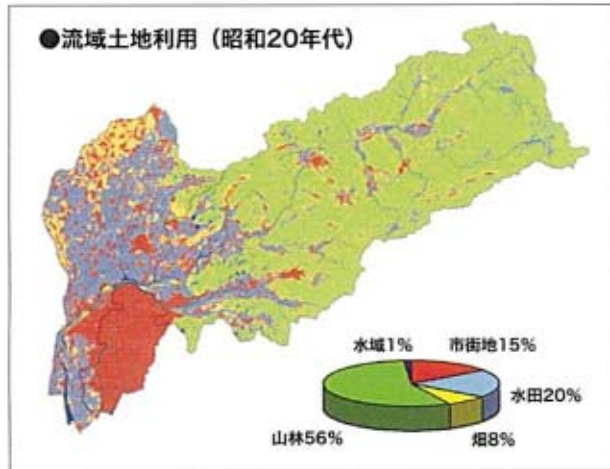 ●流域土地利用（昭和20年代）
水域1%
市街地15%
水田20%
山林56%
畑8%